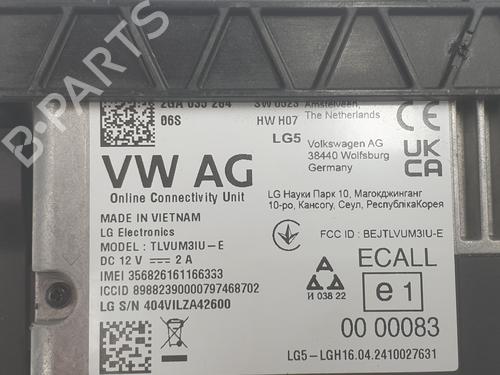 B-PARTS
2GA 035 284
06S
SW 0523
HW H07
LG5
Amstelveen,
The Netherlands
Volkswagen AG
38440 Wolfsburg
Germany
CE
UK
CA
VW AG
Online Connectivity Unit
LG Науки Парк 10, Магокджинганг
10-ро, Кансогу, Сеул, РеспублікаКорея
MADE IN VIETNAM
LG Electronics
MODEL : TLVUM3IU-E
DC 12 V 2 A
IMEI 356826161166333
ICCID 89882390000797468702
LG S/N 404VILZA42600
FCC ID : BEJTLVUM3IU-E
И 038 22
ECALL
e1
00 00083
LG5-LGH16.04.2410027631